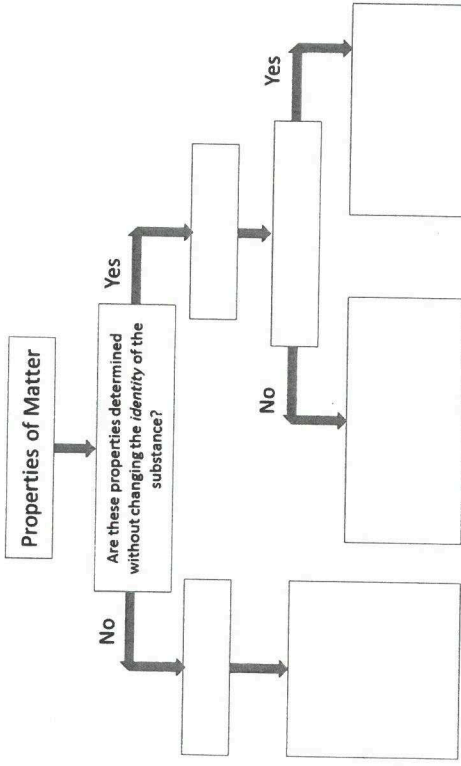 Properties of Matter
Are these properties determined
without changing the identity of the
substance?
No
Yes
No
Yes